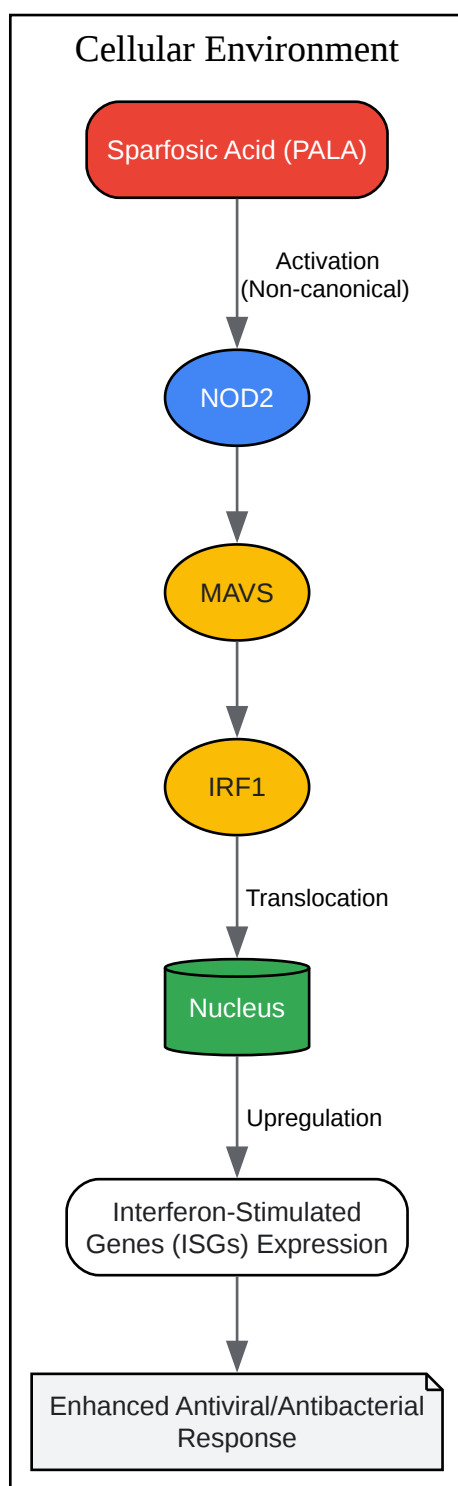 Cellular Environment
Sparfosic Acid (PALA)
Activation
(Non-canonical)
NOD2
MAVS
IRF1
Translocation
Nucleus
Upregulation
Interferon-Stimulated
Genes (ISGs) Expression
Enhanced Antiviral/Antibacterial
Response